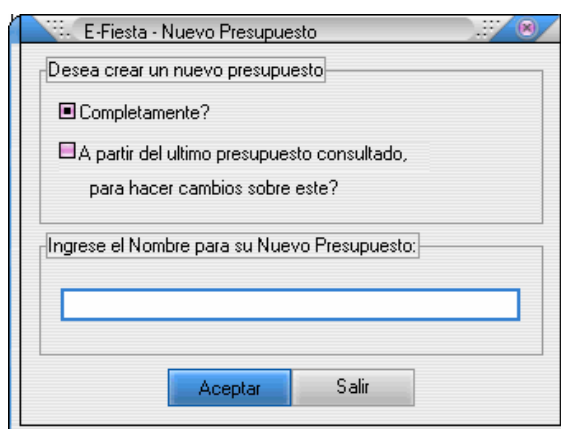 E-Fiesta - Nuevo Presupuesto
Desea crear un nuevo presupuesto
Completamente?
A partir del ultimo presupuesto consultado,
para hacer cambios sobre este?
Ingrese el Nombre para su Nuevo Presupuesto:
Aceptar
Salir